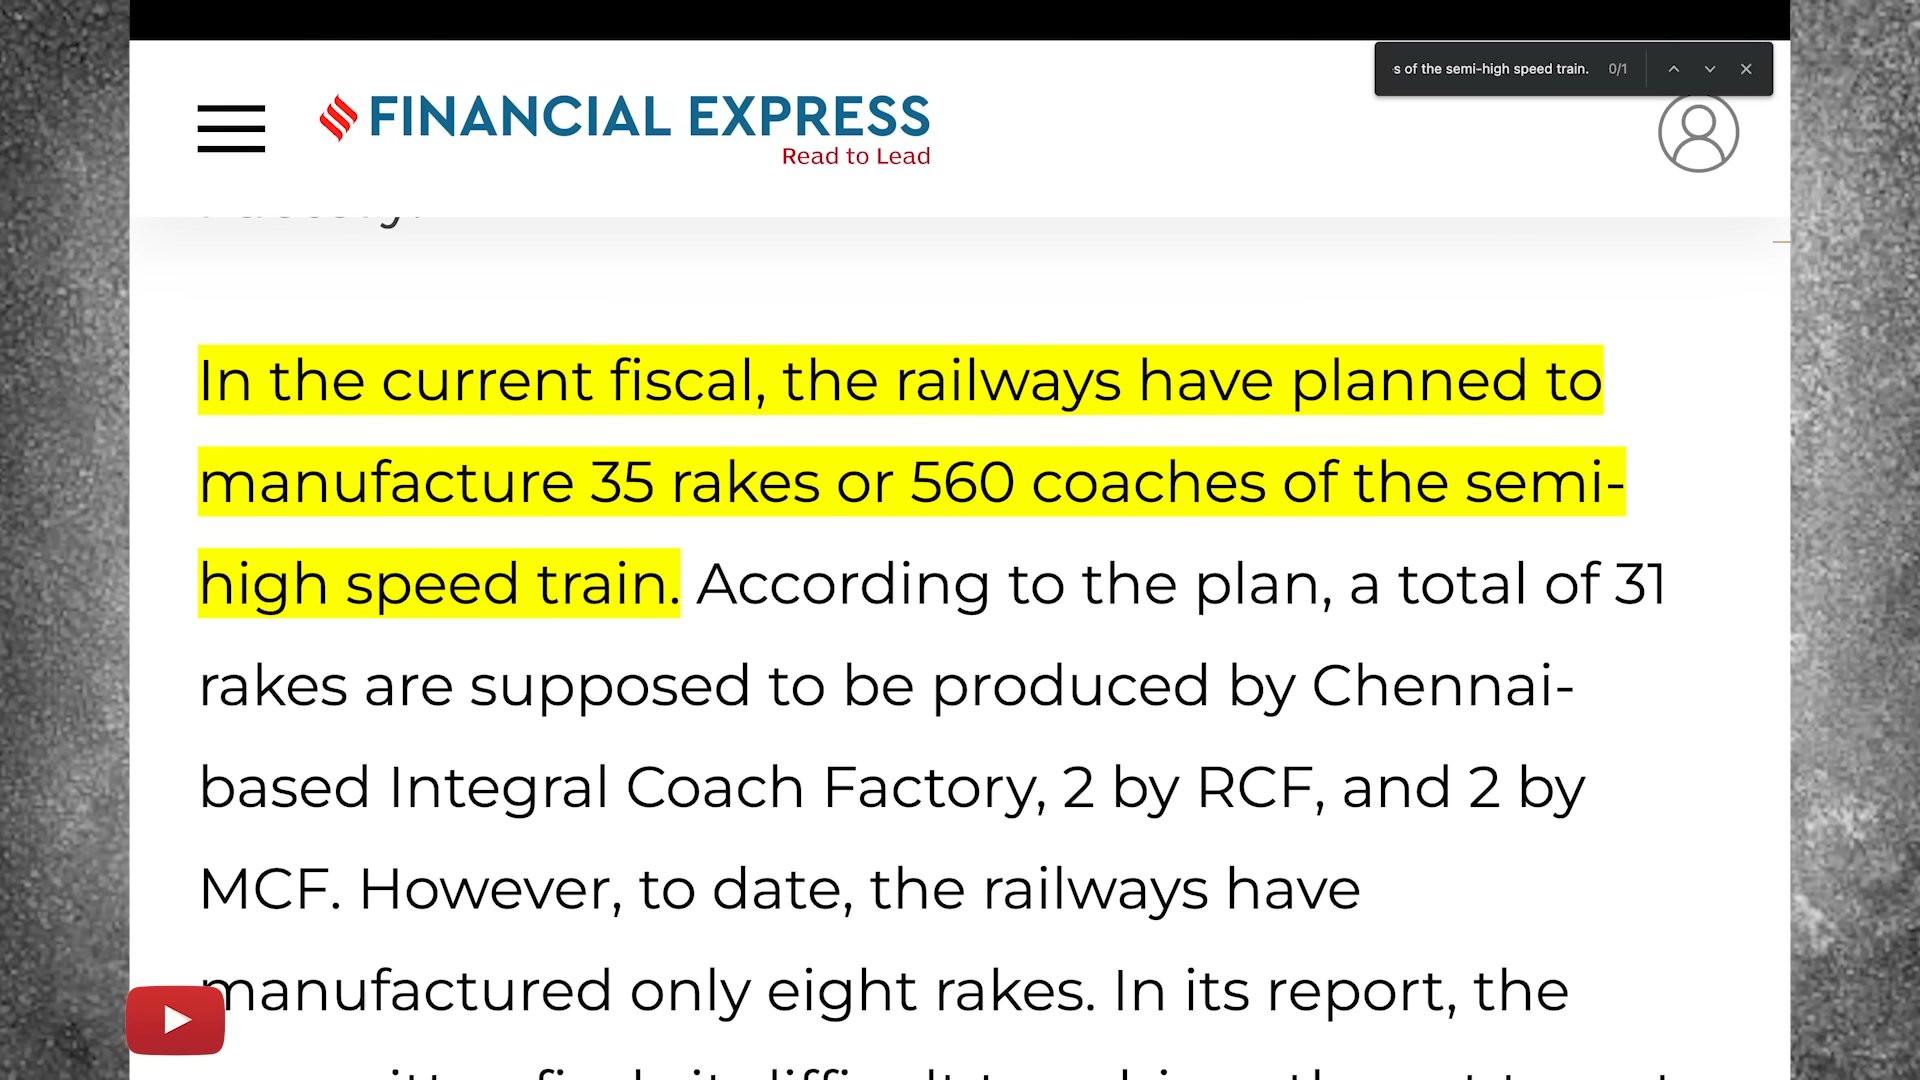 s of the semi-high speed train. 0/1
FINANCIAL EXPRESS
Read to Lead
In the current fiscal, the railways have planned to
manufacture 35 rakes or 560 coaches of the semi-
high speed train. According to the plan, a total of 31
rakes are supposed to be produced by Chennai-
based Integral Coach Factory, 2 by RCF, and 2 by
MCF. However, to date, the railways have
manufactured only eight rakes. In its report, the